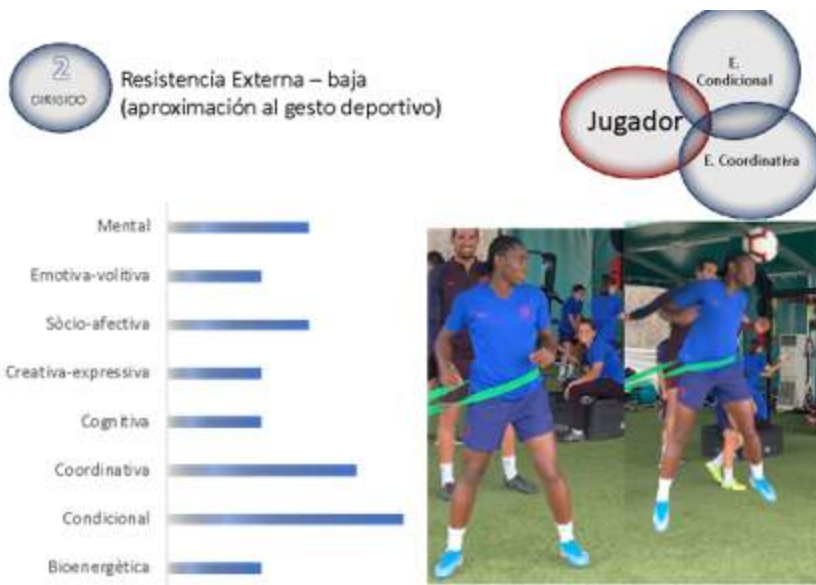 2
DIRIGIDO
Resistencia Externa – baja
(aproximación al gesto deportivo)
E.
Condicional
Jugador
E. Coordinativa
Mental
Emotiva-volitiva
Sòcio-afectiva
Creativa-expressiva
Cognitiva
Coordinativa
Condicional
Bioenergètica